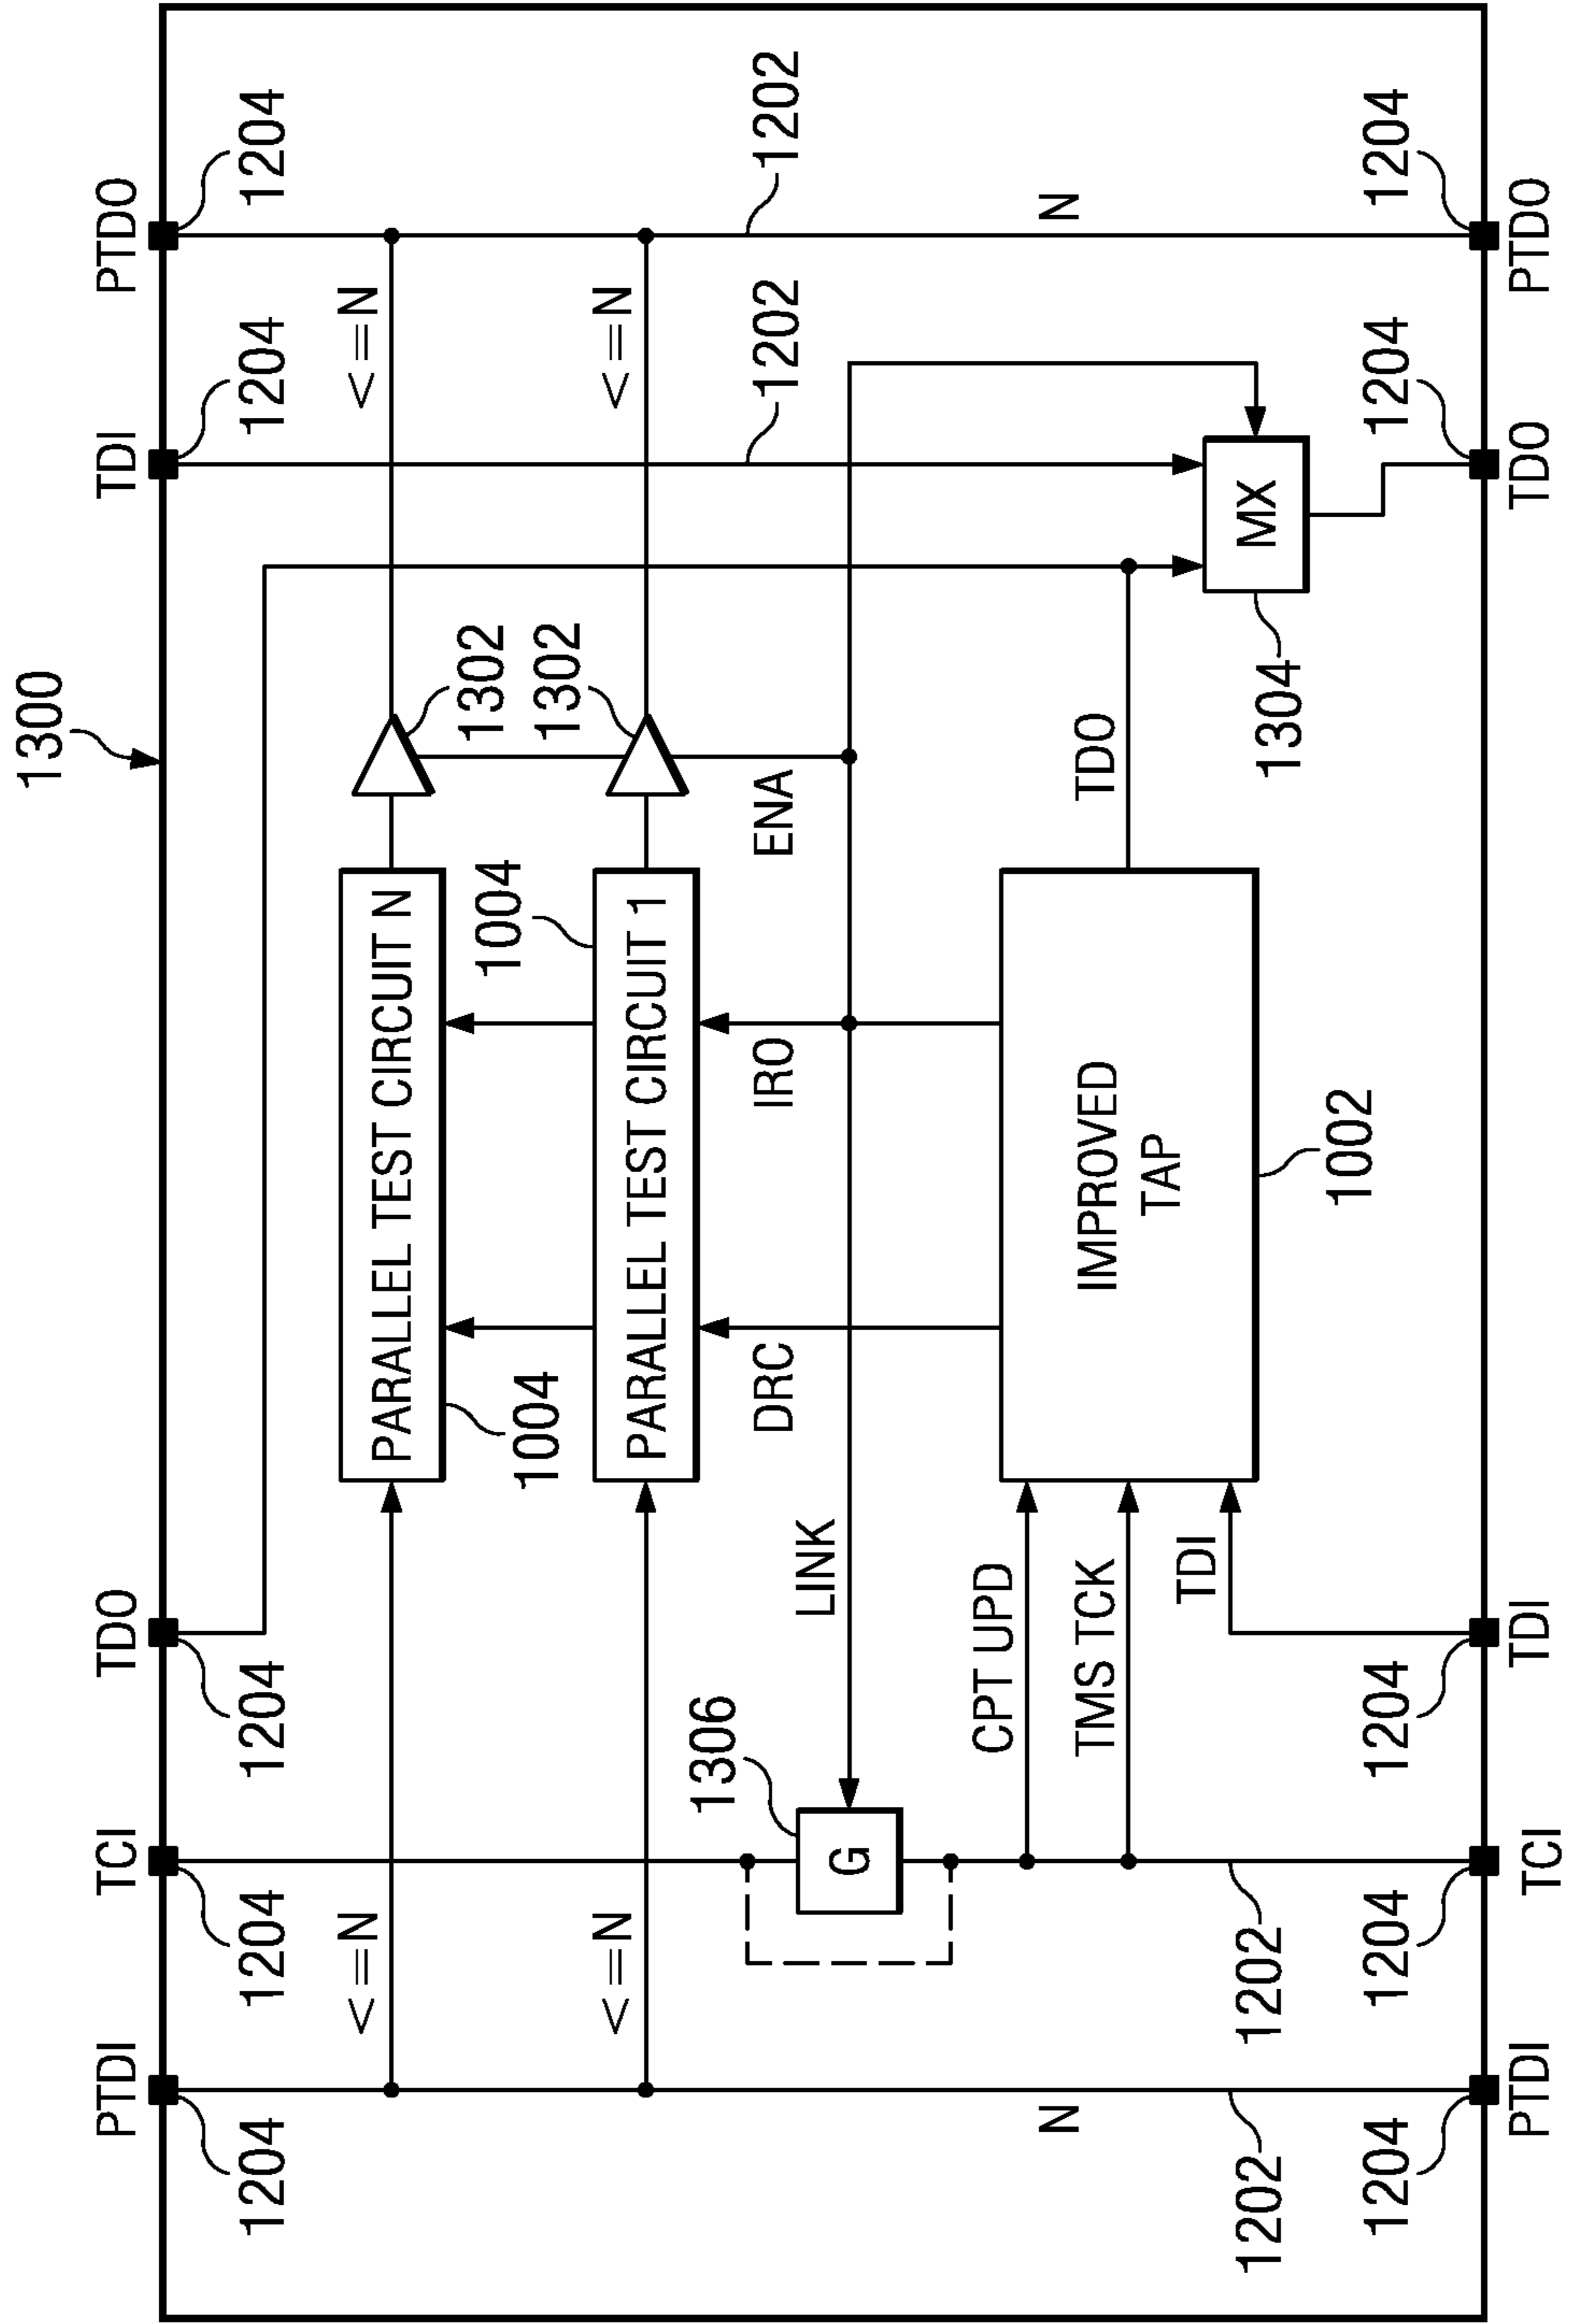 1300
PTDI
TCI
TDO
TDI
PTDO
1204
1204
1204
1204
1204
<=N
PARALLEL TEST CIRCUIT N
<=N
1302
1004
1004
1302
<=N
PARALLEL TEST CIRCUIT 1
<=N
1306
DRC
IRO
ENA
1202
1202
LINK
G
CPT UPD
TMS TCK
TDI
IMPROVED
TAP
TDO
N
N
1202
1202
MX
1304
1002
1204
1204
1204
1204
1204
PTDI
TCI
TDI
TDO
PTDO